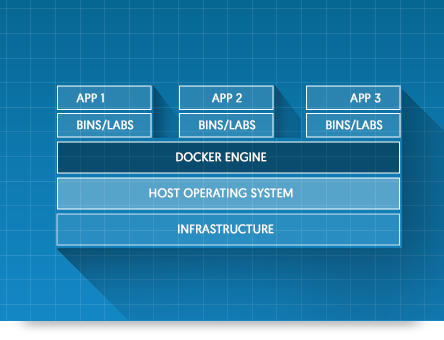 APP 1 APP 2 APP 3
BINS/LABS BINS/LABS BINS/LABS
DOCKER ENGINE
HOST OPERATING SYSTEM
INFRASTRUCTURE